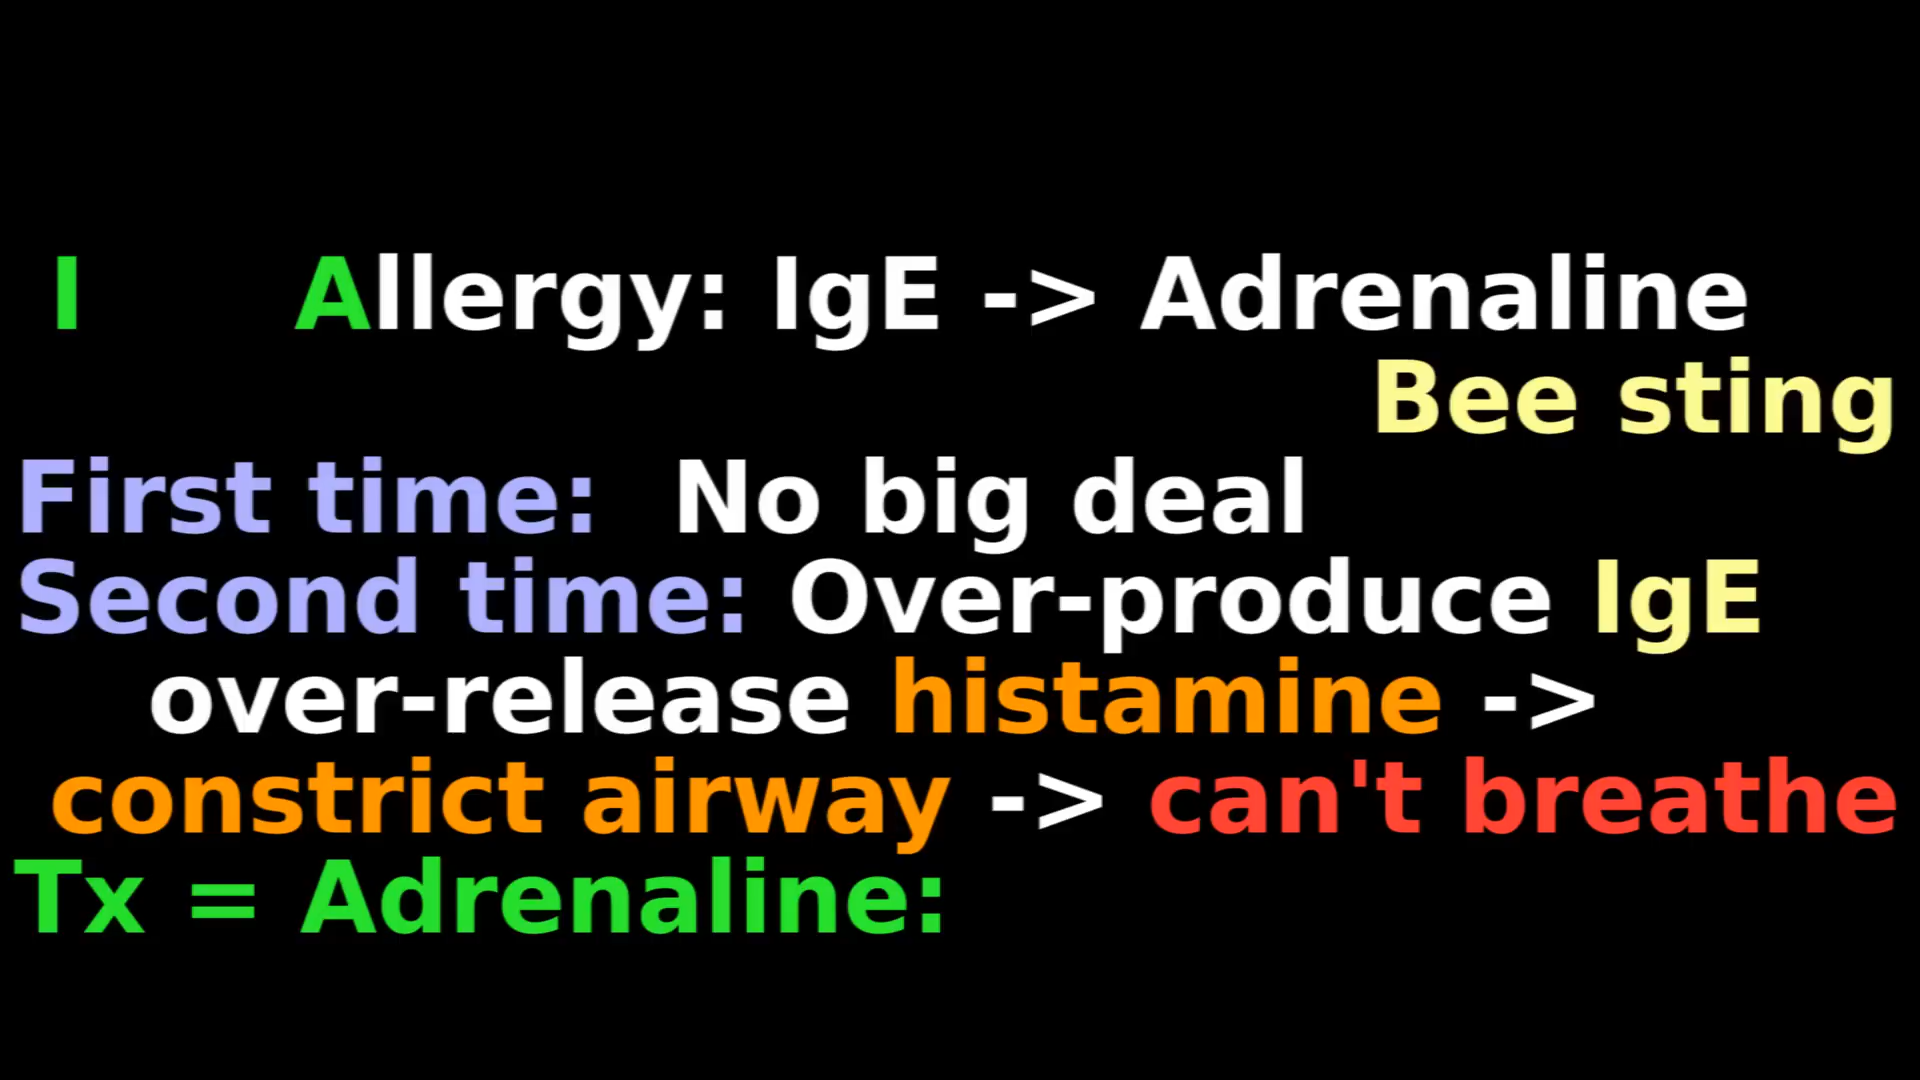 I Allergy: IgE -> Adrenaline
Bee sting
First time: No big deal
Second time: Over-produce IgE
over-release histamine ->
constrict airway -> can't breathe
Tx = Adrenaline: